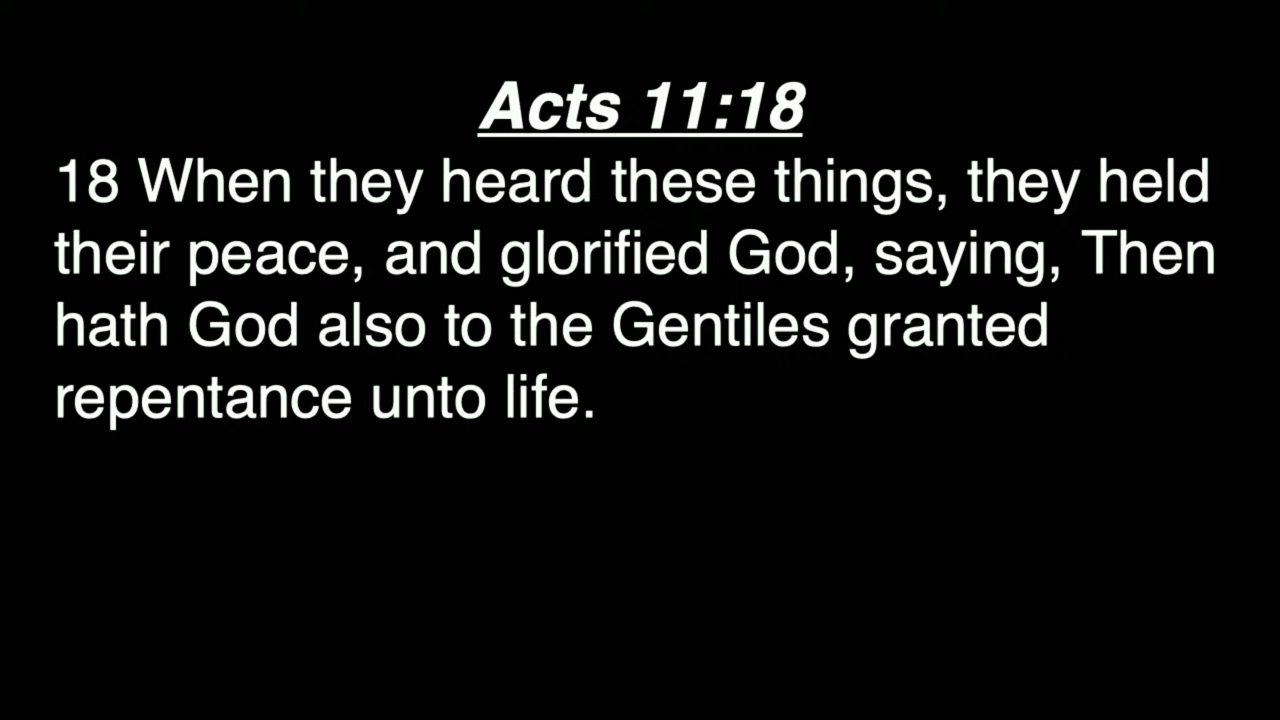 Acts 11:18
18 When they heard these things, they held
their peace, and glorified God, saying, Then
hath God also to the Gentiles granted
repentance unto life.